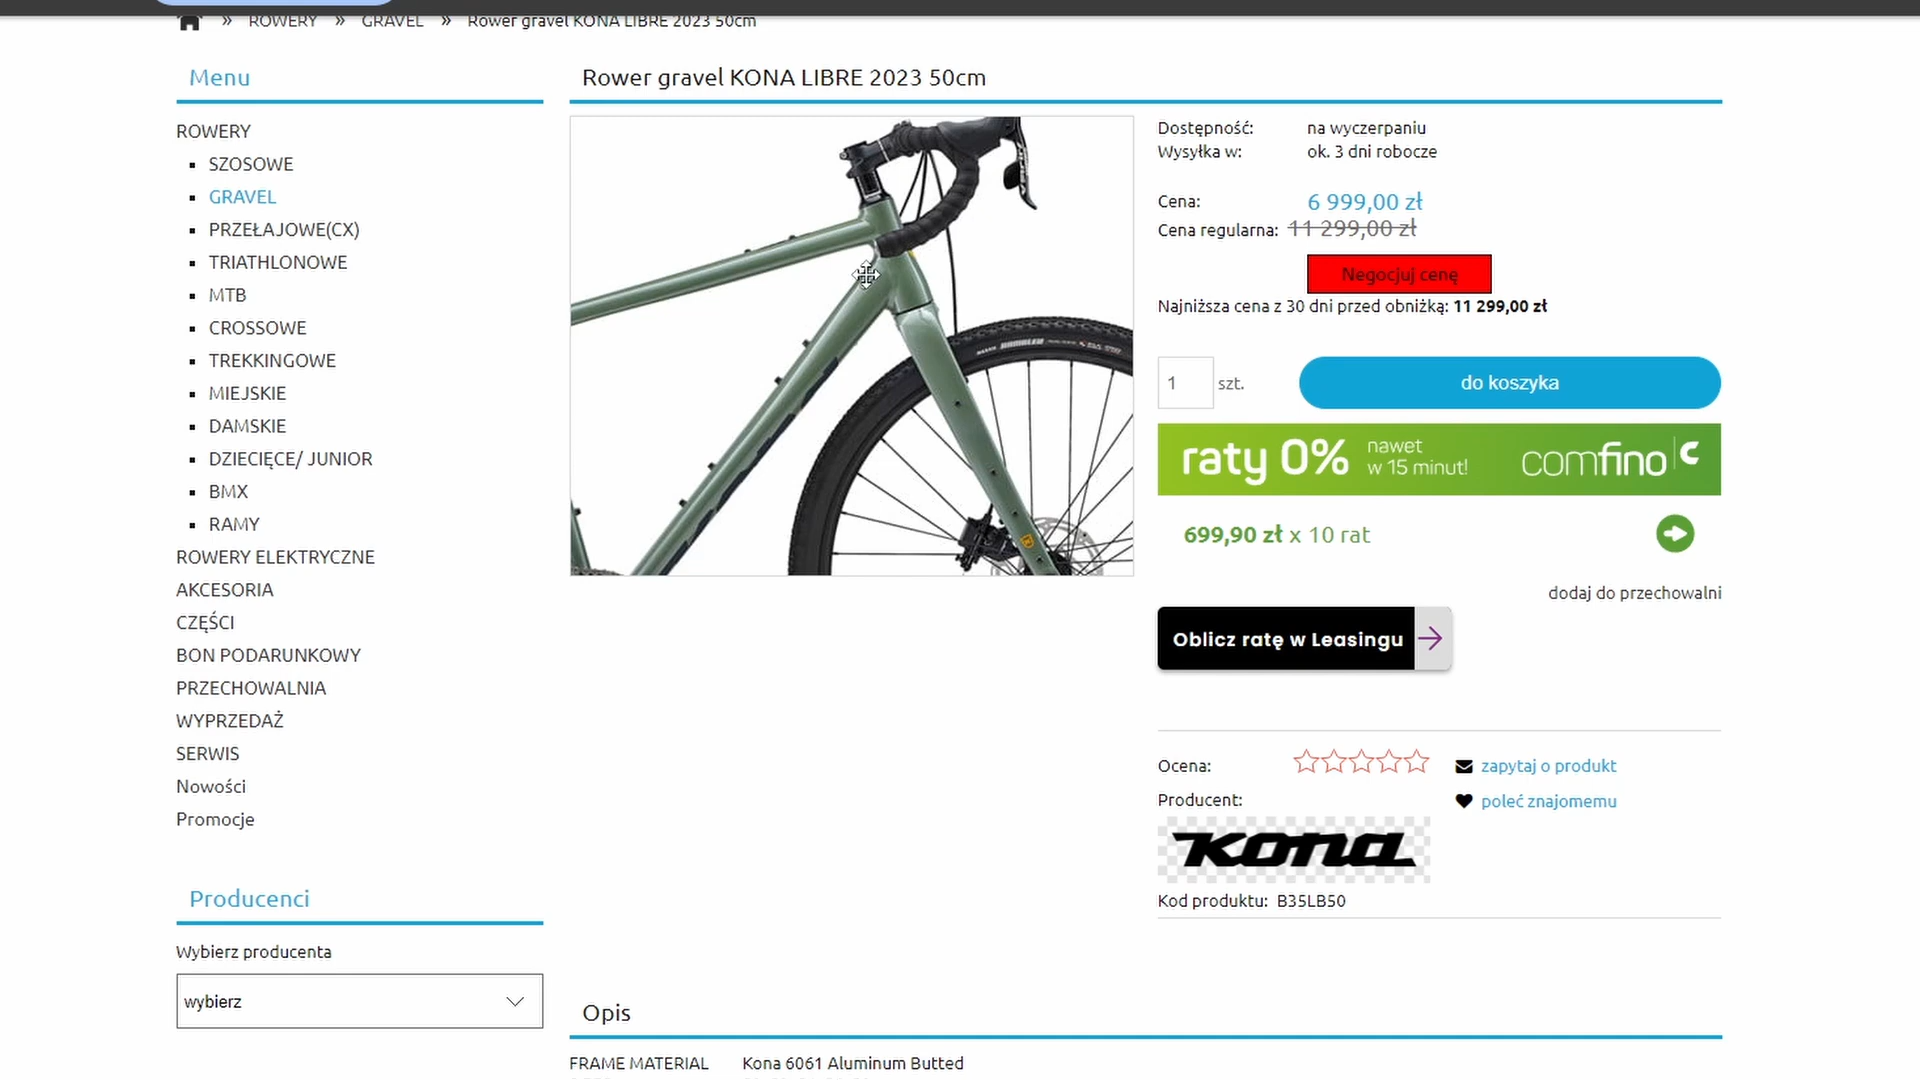 » ROWERY » GRAVEL » Rower gravel KONA LIBRE 2023 50cm
Menu
ROWERY
SZOSOWE
GRAVEL
PRZEŁAJOWE(CX)
TRIATHLONOWE
MTB
CROSSOWE
TREKKINGOWE
MIEJSKIE
DAMSKIE
DZIECIĘCE/ JUNIOR
BMX
RAMY
ROWERY ELEKTRYCZNE
AKCESORIA
CZĘŚCI
BON PODARUNKOWY
PRZECHOWALNIA
WYPRZEDAŻ
SERWIS
Nowości
Promocje
Producenci
Wybierz producenta
wybierz
Rower gravel KONA LIBRE 2023 50cm
Dostępność: na wyczerpaniu
Wysyłka w: ok. 3 dni robocze
Cena: 6 999,00 zł
Cena regularna: 11 299,00 zł
Negocjuj cenę
Najniższa cena z 30 dni przed obniżką: 11 299,00 zł
1 szt. do koszyka
raty 0% nawet w 15 minut! comfino
699,90 zł x 10 rat
dodaj do przechowalni
Oblicz ratę w Leasingu
Ocena: zapytaj o produkt
Producent: poleć znajomemu
Kona
Kod produktu: B35LB50
Opis
FRAME MATERIAL Kona 6061 Aluminum Butted